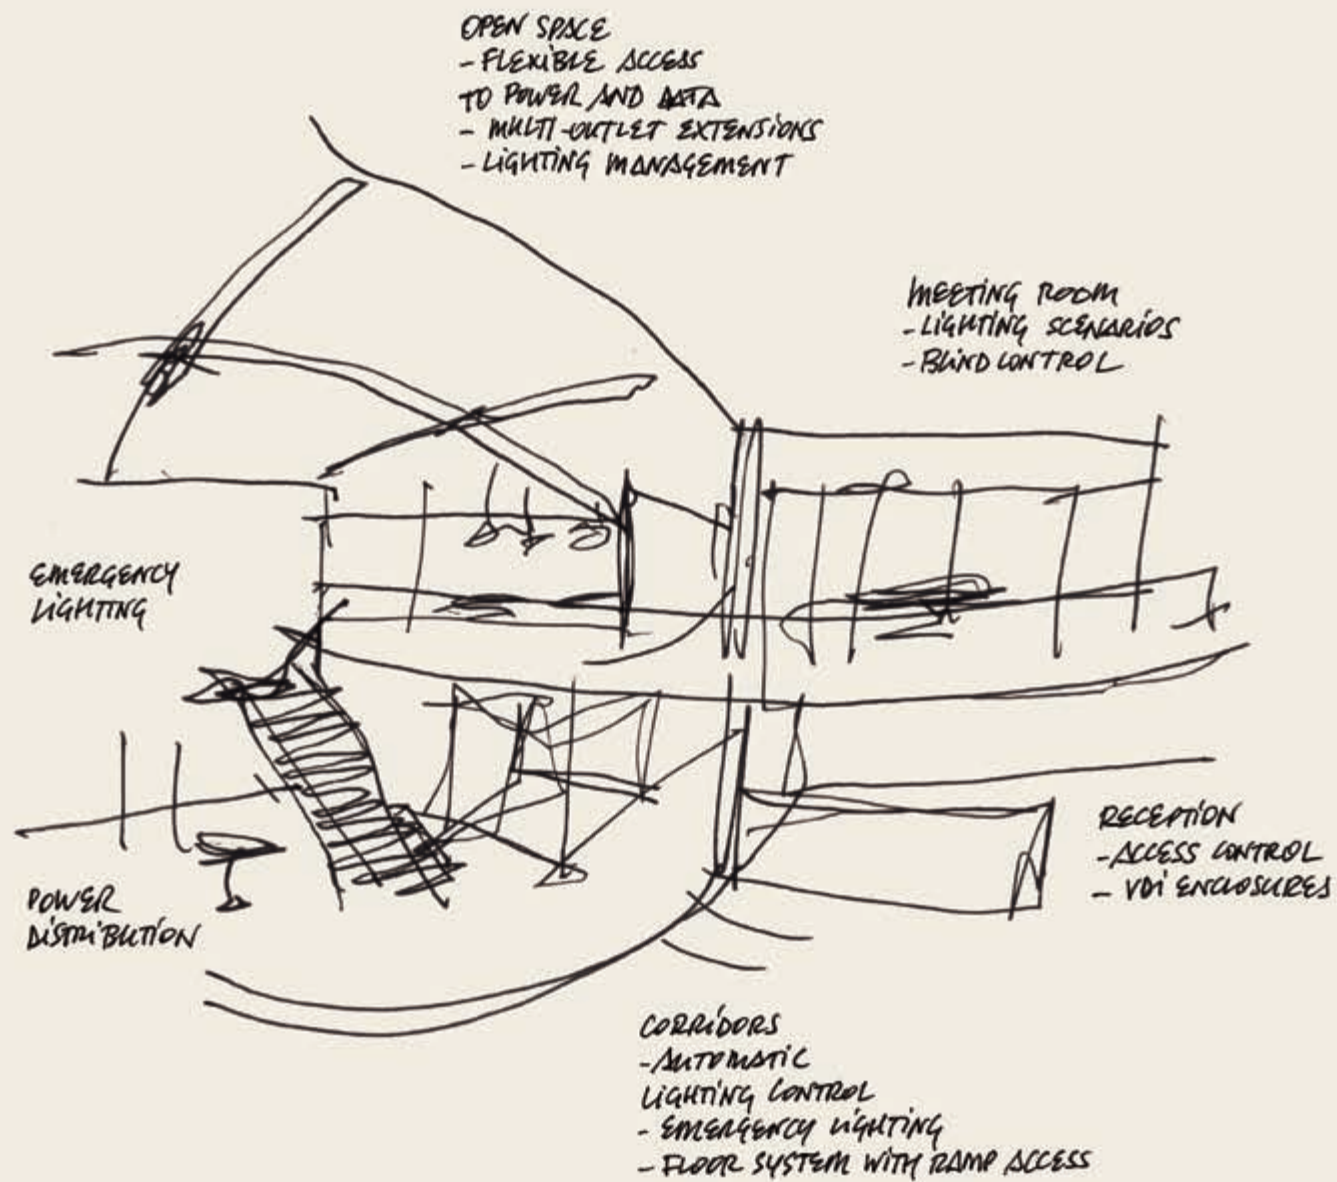 OPEN SPACE
- FLEXIBLE ACCESS
TO POWER AND DATA
- MULTI-OUTLET EXTENSIONS
- LIGHTING MANAGEMENT
MEETING ROOM
- LIGHTING SCENARIOS
- BLIND CONTROL
EMERGENCY
LIGHTING
RECEPTION
- ACCESS CONTROL
- VDI ENCLOSURES
POWER
DISTRIBUTION
CORRIDORS
- AUTOMATIC
LIGHTING CONTROL
- EMERGENCY LIGHTING
- FLOOR SYSTEM WITH RAMP ACCESS